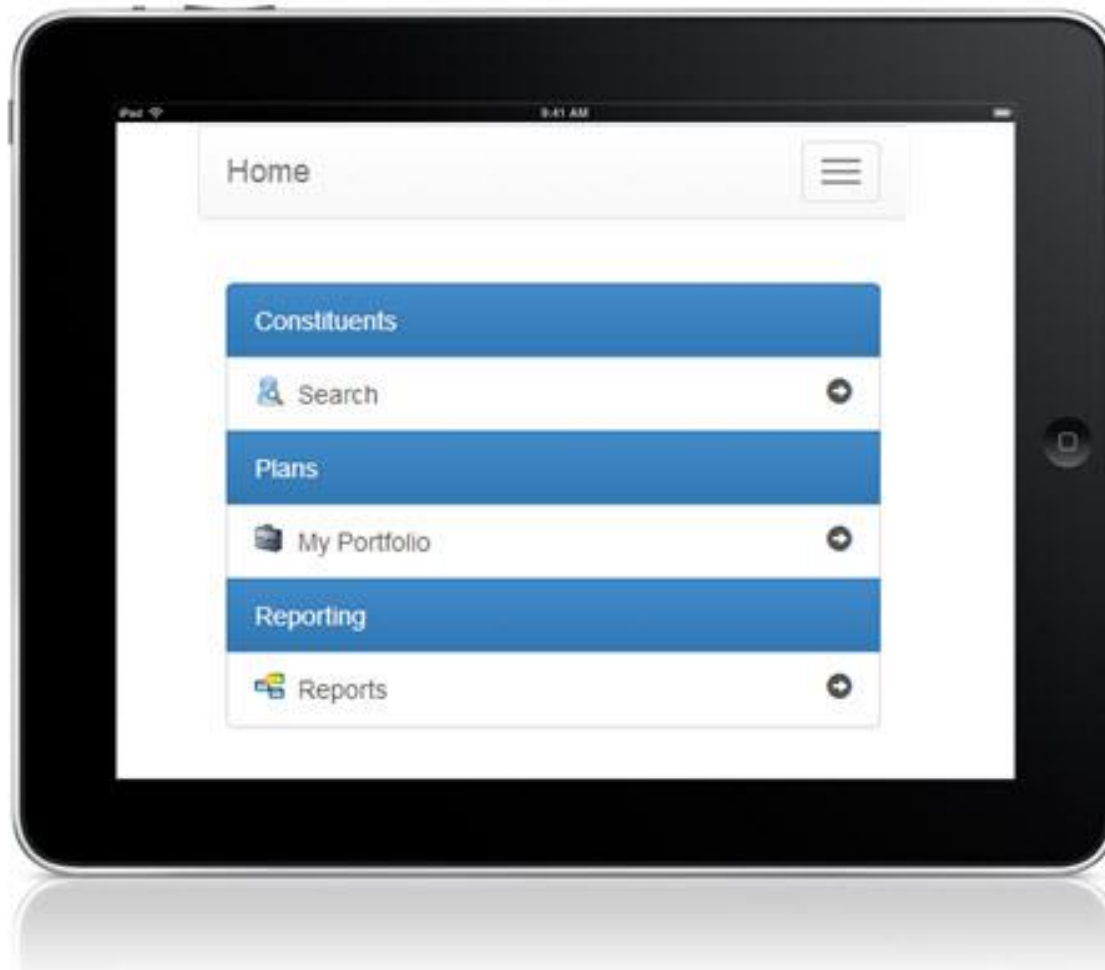 iPad
9:41 AM
Home
Constituents
Search
Plans
My Portfolio
Reporting
Reports